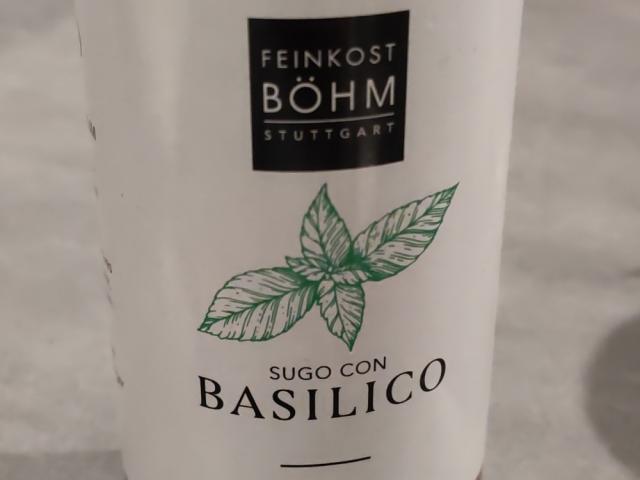 FEINKOST
BÖHM
STUTTGART
SUGO CON
BASILICO